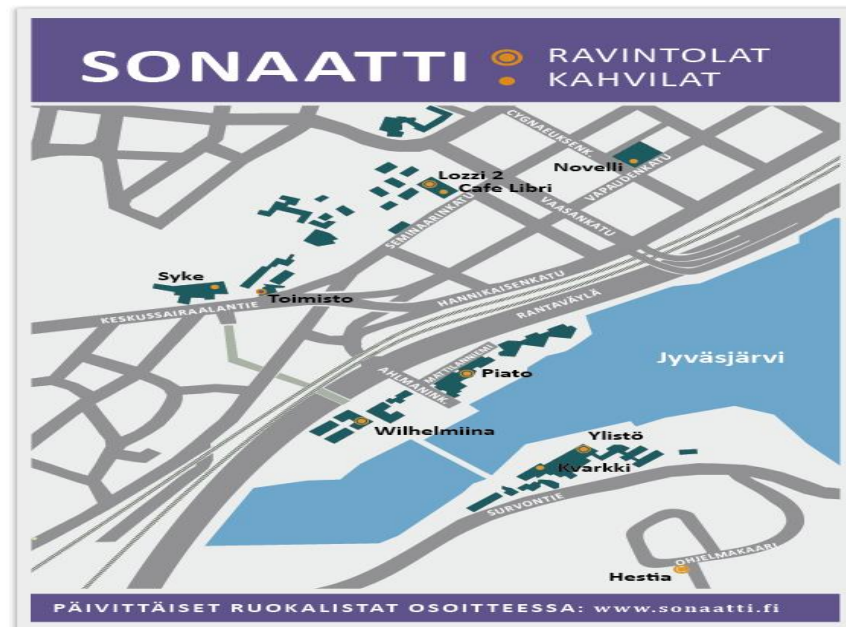 SONAATTI
RAVINTOLAT
KAHVILAT
CYGNAEUKSENK.
Novelli
VAPAUDENKATU
Lozzi 2
Cafe Libri
VAASANKATU
SEMINAARINKATU
Syke
Toimisto
HANNIKAISENKATU
KESKUSSAIRAALANTIE
RANTAVÄYLÄ
MATTILANNIEMI
Jyväsjärvi
Piato
AHLMANINK.
Wilhelmiina
Ylistö
Kvarkki
SURVONTIE
OHJELMAKAARI
Hestia
PÄIVITTÄISET RUOKALISTAT OSOITTEESSA: www.sonaatti.fi